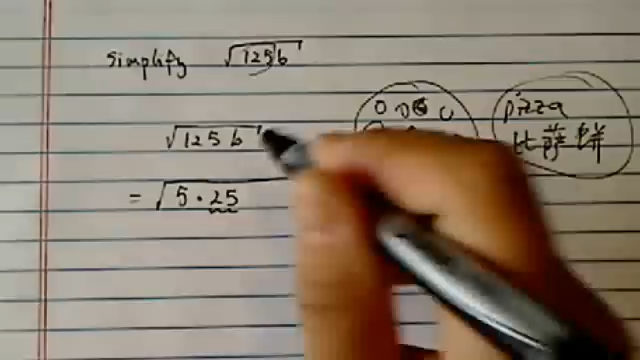 Simplify √125b
√125b
= √5·25
pizza
比萨饼